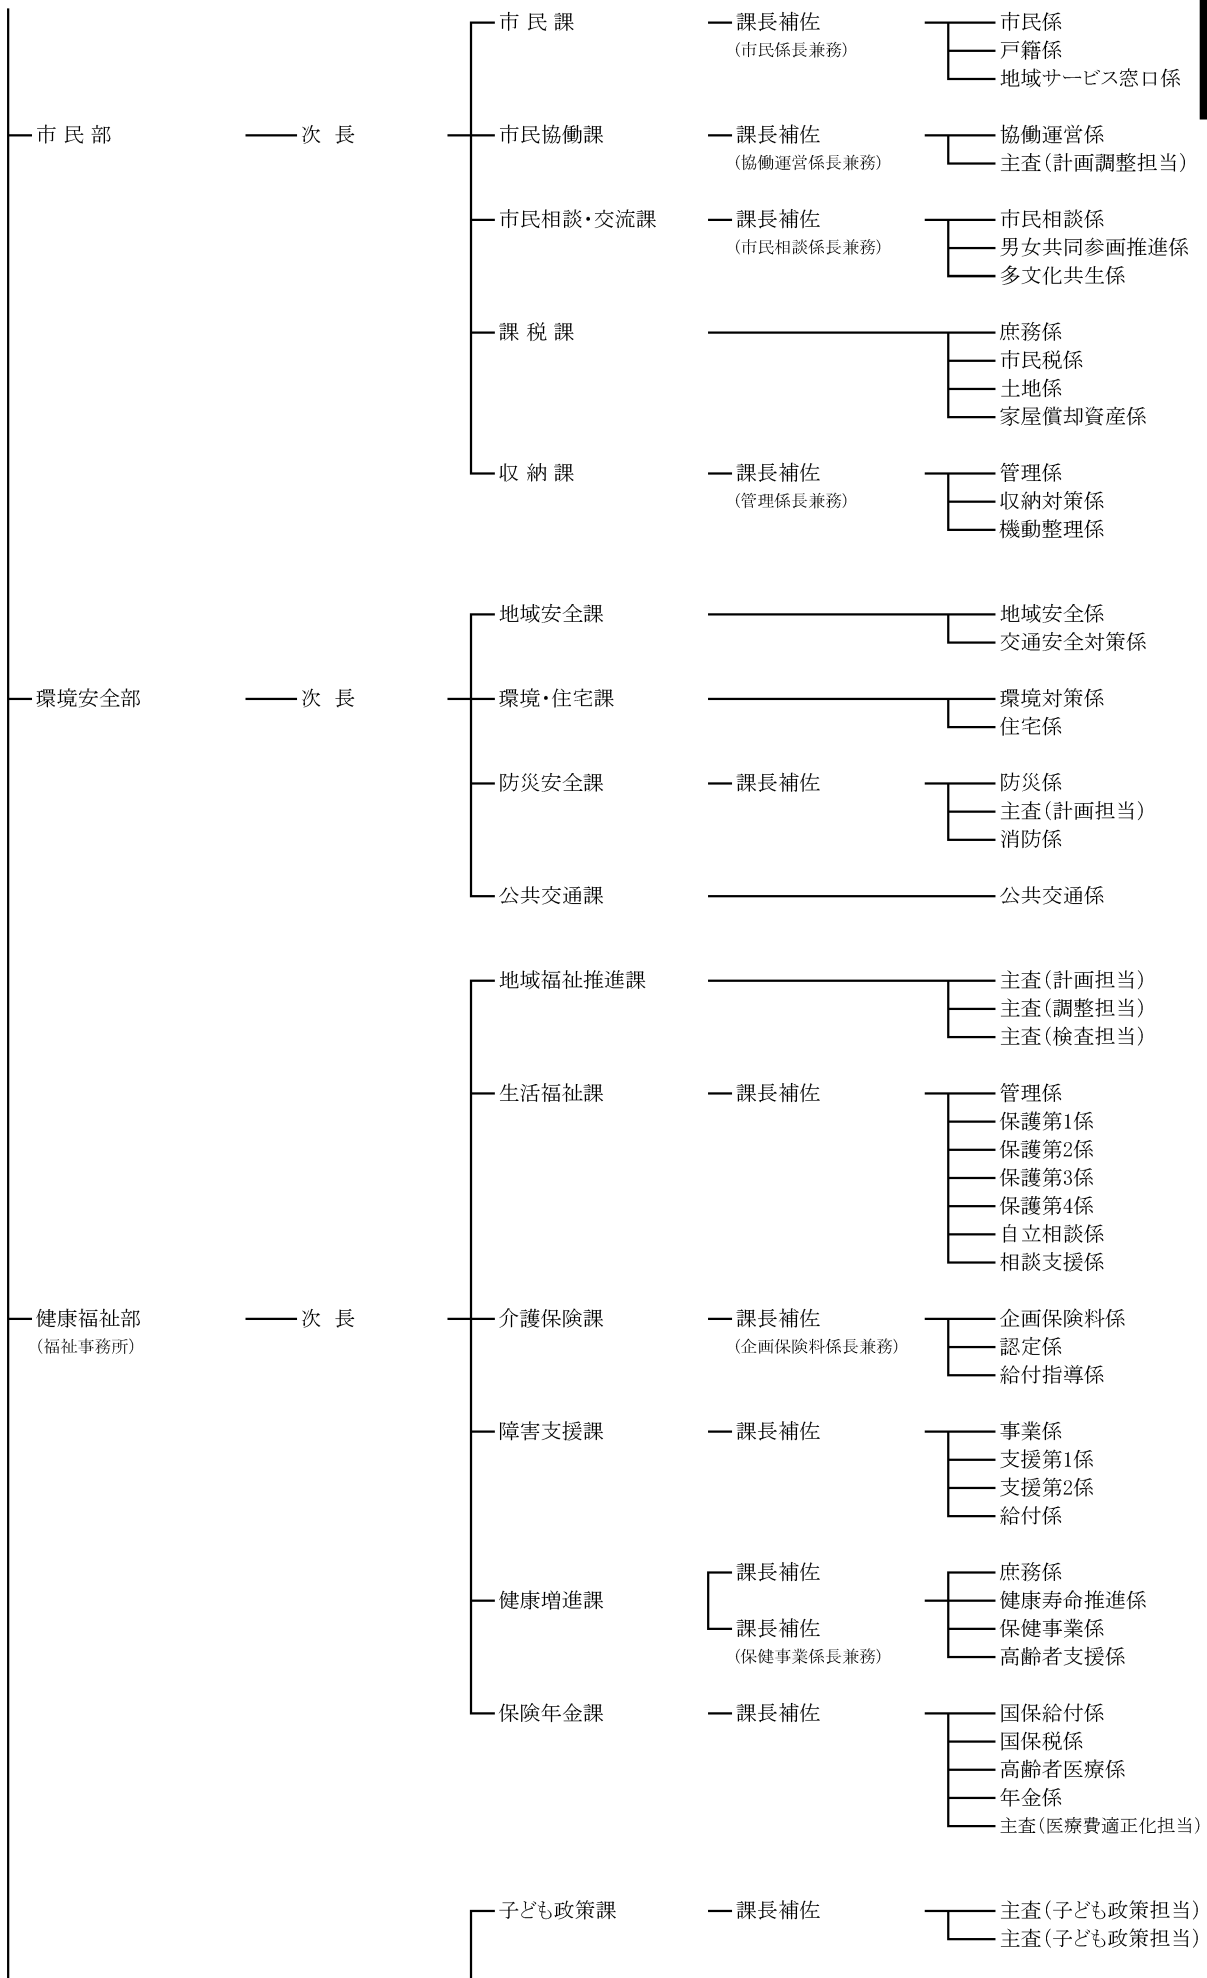 市 民 課 課長補佐 市民係
(市民係長兼務) 戸籍係
地域サービス窓口係
市 民 部 次 長 市民協働課 課長補佐 協働運営係
(協働運営係長兼務) 主査(計画調整担当)
市民相談・交流課 課長補佐 市民相談係
(市民相談係長兼務) 男女共同参画推進係
多文化共生係
課 税 課 庶務係
市民税係
土地係
家屋償却資産係
収 納 課 課長補佐 管理係
(管理係長兼務) 収納対策係
機動整理係
地域安全課 地域安全係
交通安全対策係
環境安全部 次 長 環境・住宅課 環境対策係
住宅係
防災安全課 課長補佐 防災係
主査(計画担当)
消防係
公共交通課 公共交通係
地域福祉推進課 主査(計画担当)
主査(調整担当)
主査(検査担当)
生活福祉課 課長補佐 管理係
保護第1係
保護第2係
保護第3係
保護第4係
自立相談係
相談支援係
健康福祉部 次 長 介護保険課 課長補佐 企画保険料係
(福祉事務所) (企画保険料係長兼務) 認定係
給付指導係
障害支援課 課長補佐 事業係
支援第1係
支援第2係
給付係
課長補佐 庶務係
健康増進課 健康寿命推進係
課長補佐 保健事業係
(保健事業係長兼務) 高齢者支援係
保険年金課 課長補佐 国保給付係
国保税係
高齢者医療係
年金係
主査(医療費適正化担当)
子ども政策課 課長補佐 主査(子ども政策担当)
主査(子ども政策担当)